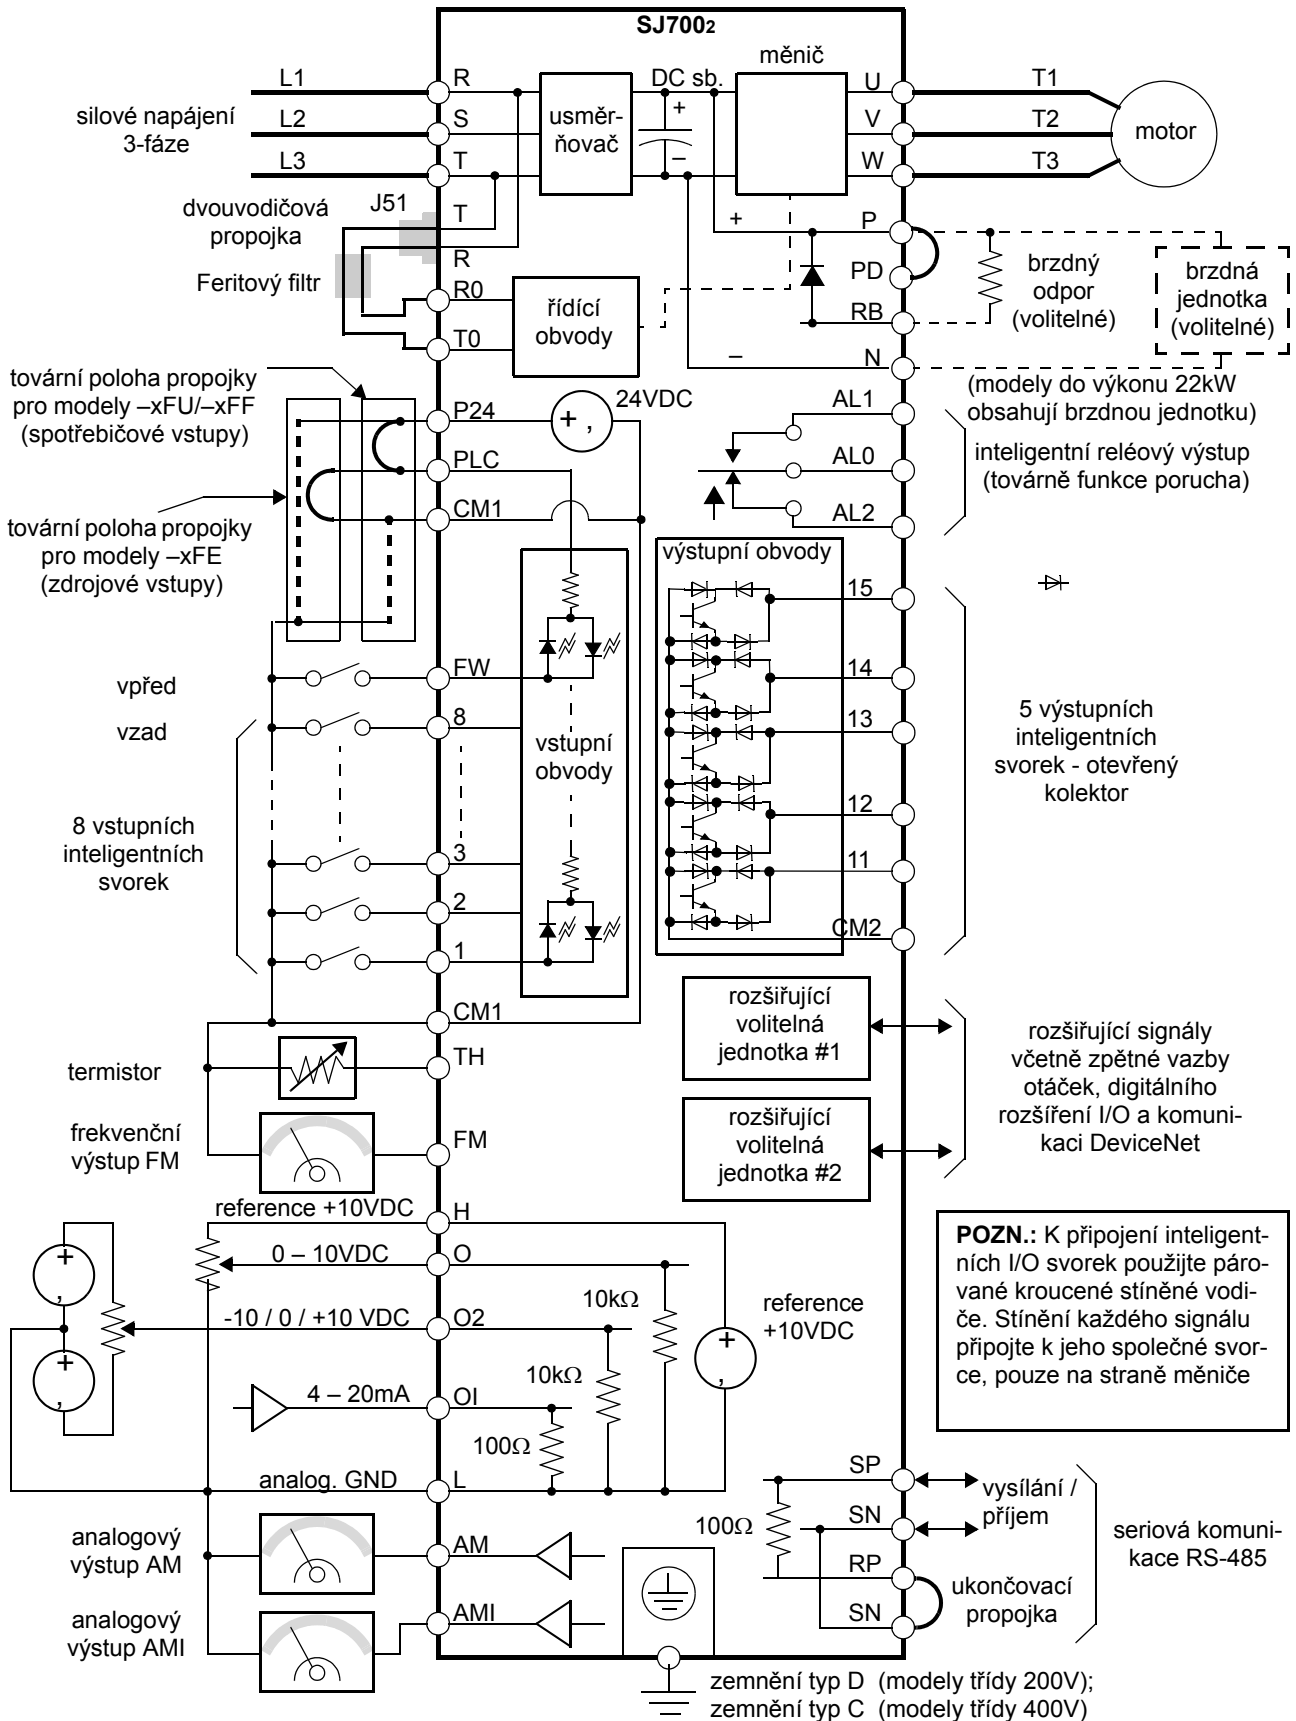 SJ7002
měnič
L1
R
DC sb.
U
T1
silové napájení
3-fáze
L2
S
usměr-
ňovač
+
–
V
T2
motor
L3
T
W
T3
dvouvodičová
propojka
J51
T
R
+
P
Feritový filtr
PD
brzdný
odpor
(volitelné)
brzdná
jednotka
(volitelné)
R0
řídící
obvody
RB
T0
–
N
tovární poloha propojky
pro modely –xFU/–xFF
(spotřebičové vstupy)
(modely do výkonu 22kW
obsahují brzdnou jednotku)
P24
+ ,
24VDC
AL1
PLC
AL0
inteligentní reléový výstup
(továrně funkce porucha)
CM1
AL2
tovární poloha propojky
pro modely –xFE
(zdrojové vstupy)
výstupní obvody
15
vpřed
FW
14
vzad
8
vstupní
obvody
13
5 výstupních
inteligentních
svorek - otevřený
kolektor
8 vstupních
inteligentních
svorek
12
3
11
2
CM2
1
rozšiřující
volitelná
jednotka #1
CM1
rozšiřující signály
včetně zpětné vazby
otáček, digitálního
rozšíření I/O a komuni-
kaci DeviceNet
termistor
TH
rozšiřující
volitelná
jednotka #2
frekvenční
výstup FM
FM
reference +10VDC
H
POZN.: K připojení inteligent-
ních I/O svorek použijte páro-
vané kroucené stíněné vodi-
če. Stínění každého signálu
připojte k jeho společné svor-
ce, pouze na straně měniče
+
,
0 – 10VDC
O
10kΩ
reference
+10VDC
-10 / 0 / +10 VDC
O2
+
,
+
,
10kΩ
4 – 20mA
OI
100Ω
analog. GND
L
SP
vysílání /
příjem
100Ω
SN
seriová komuni-
kace RS-485
analogový
výstup AM
AM
RP
ukončovací
propojka
analogový
výstup AMI
AMI
SN
zemnění typ D (modely třídy 200V);
zemnění typ C (modely třídy 400V)